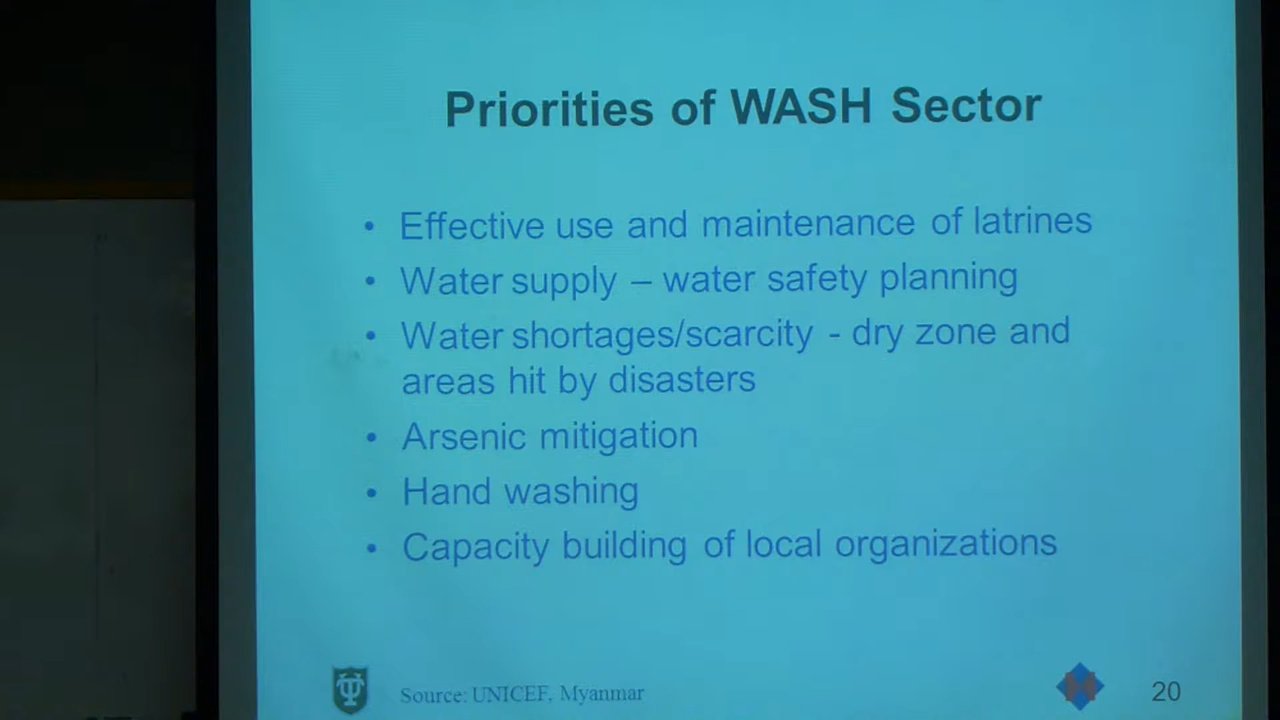 Priorities of WASH Sector
• Effective use and maintenance of latrines
• Water supply – water safety planning
• Water shortages/scarcity - dry zone and
areas hit by disasters
• Arsenic mitigation
• Hand washing
• Capacity building of local organizations
Source: UNICEF, Myanmar
20